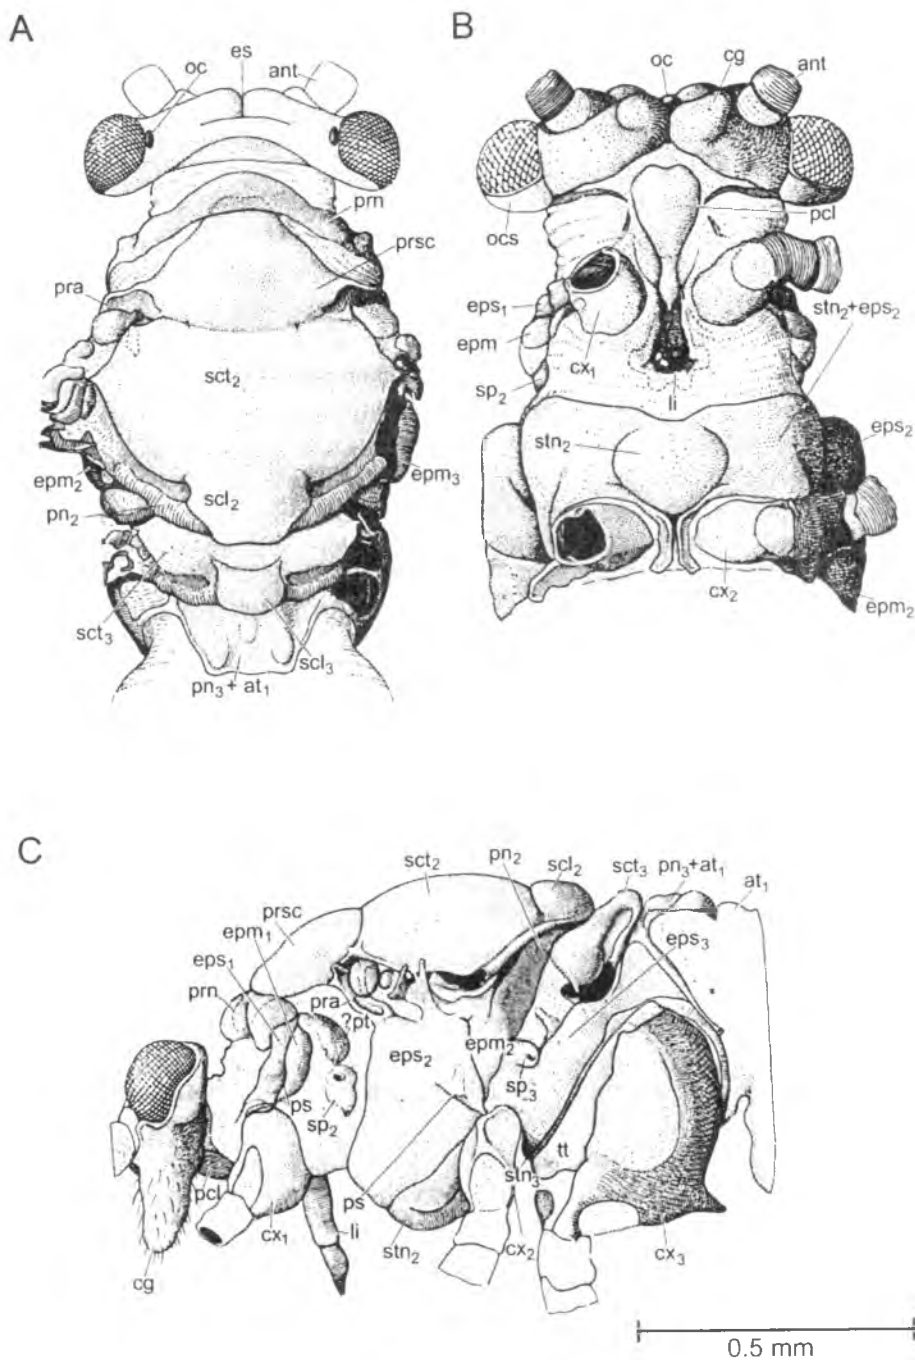 A
es
oc
ant
prn
prsc
pra
sct2
epm2
epm3
scl2
pn2
sct3
scl3
pn3 + at1
B
oc
cg
ant
ocs
pcl
eps1
stn2+eps2
epm
cx1
sp2
li
eps2
stn2
cx2
epm2
C
sct2
pn2
scl2
sct3
pn3+at1
at1
prsc
epm1
eps1
eps3
prn
pra
?pt
eps2
epm2
sp3
ps
sp2
tt
pcl
stn3
ps
cx1
li
stn2
cx2
cx3
cg
0.5 mm